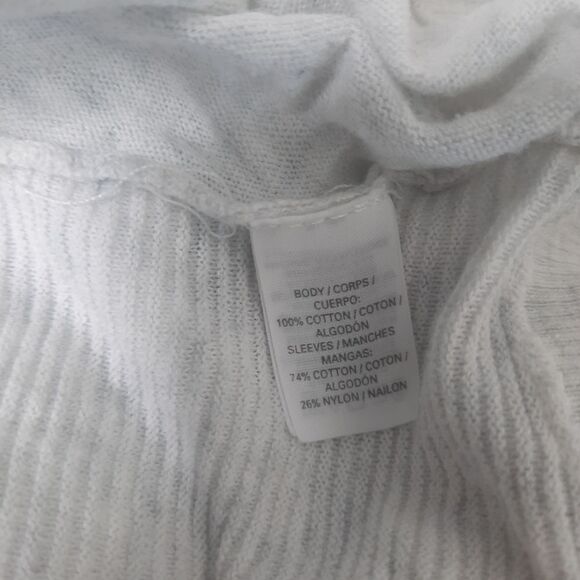 BODY / CORPS /
CUERPO:
100% COTTON / COTON /
ALGODÓN
SLEEVES / MANCHES
MANGAS:
74% COTTON / COTON /
ALGODÓN
26% NYLON / NAILON